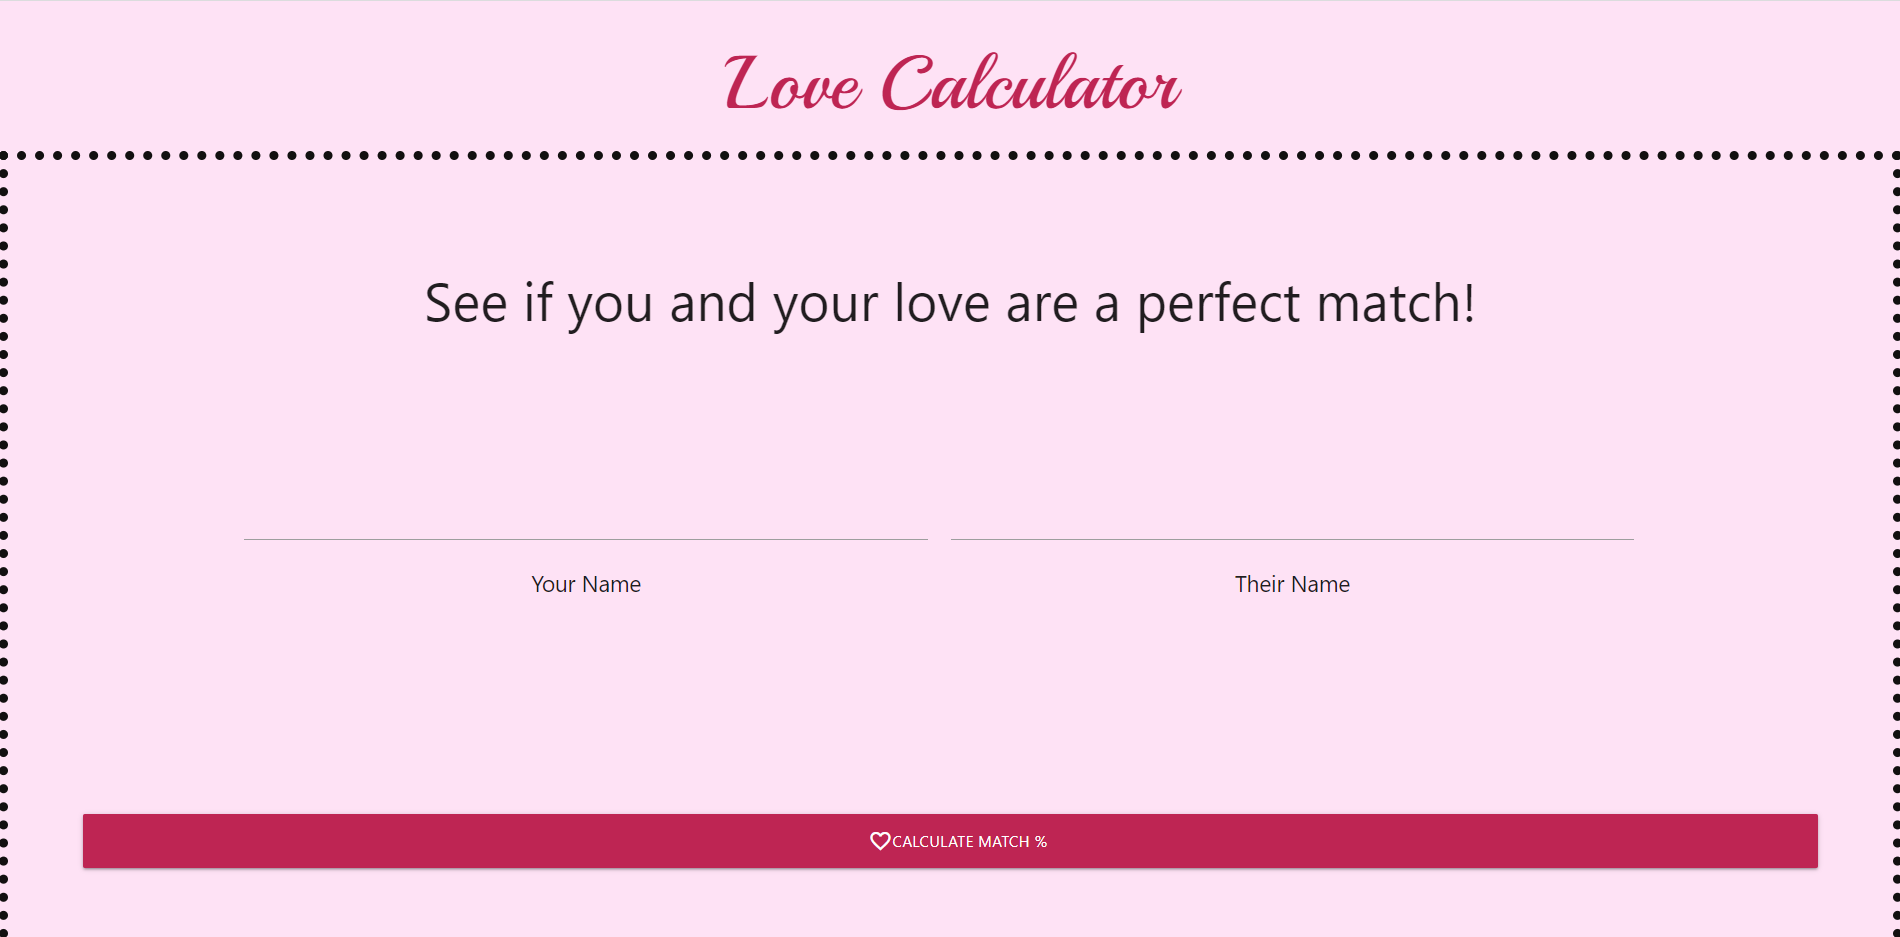 Love Calculator
See if you and your love are a perfect match!
Your Name
Their Name
CALCULATE MATCH %